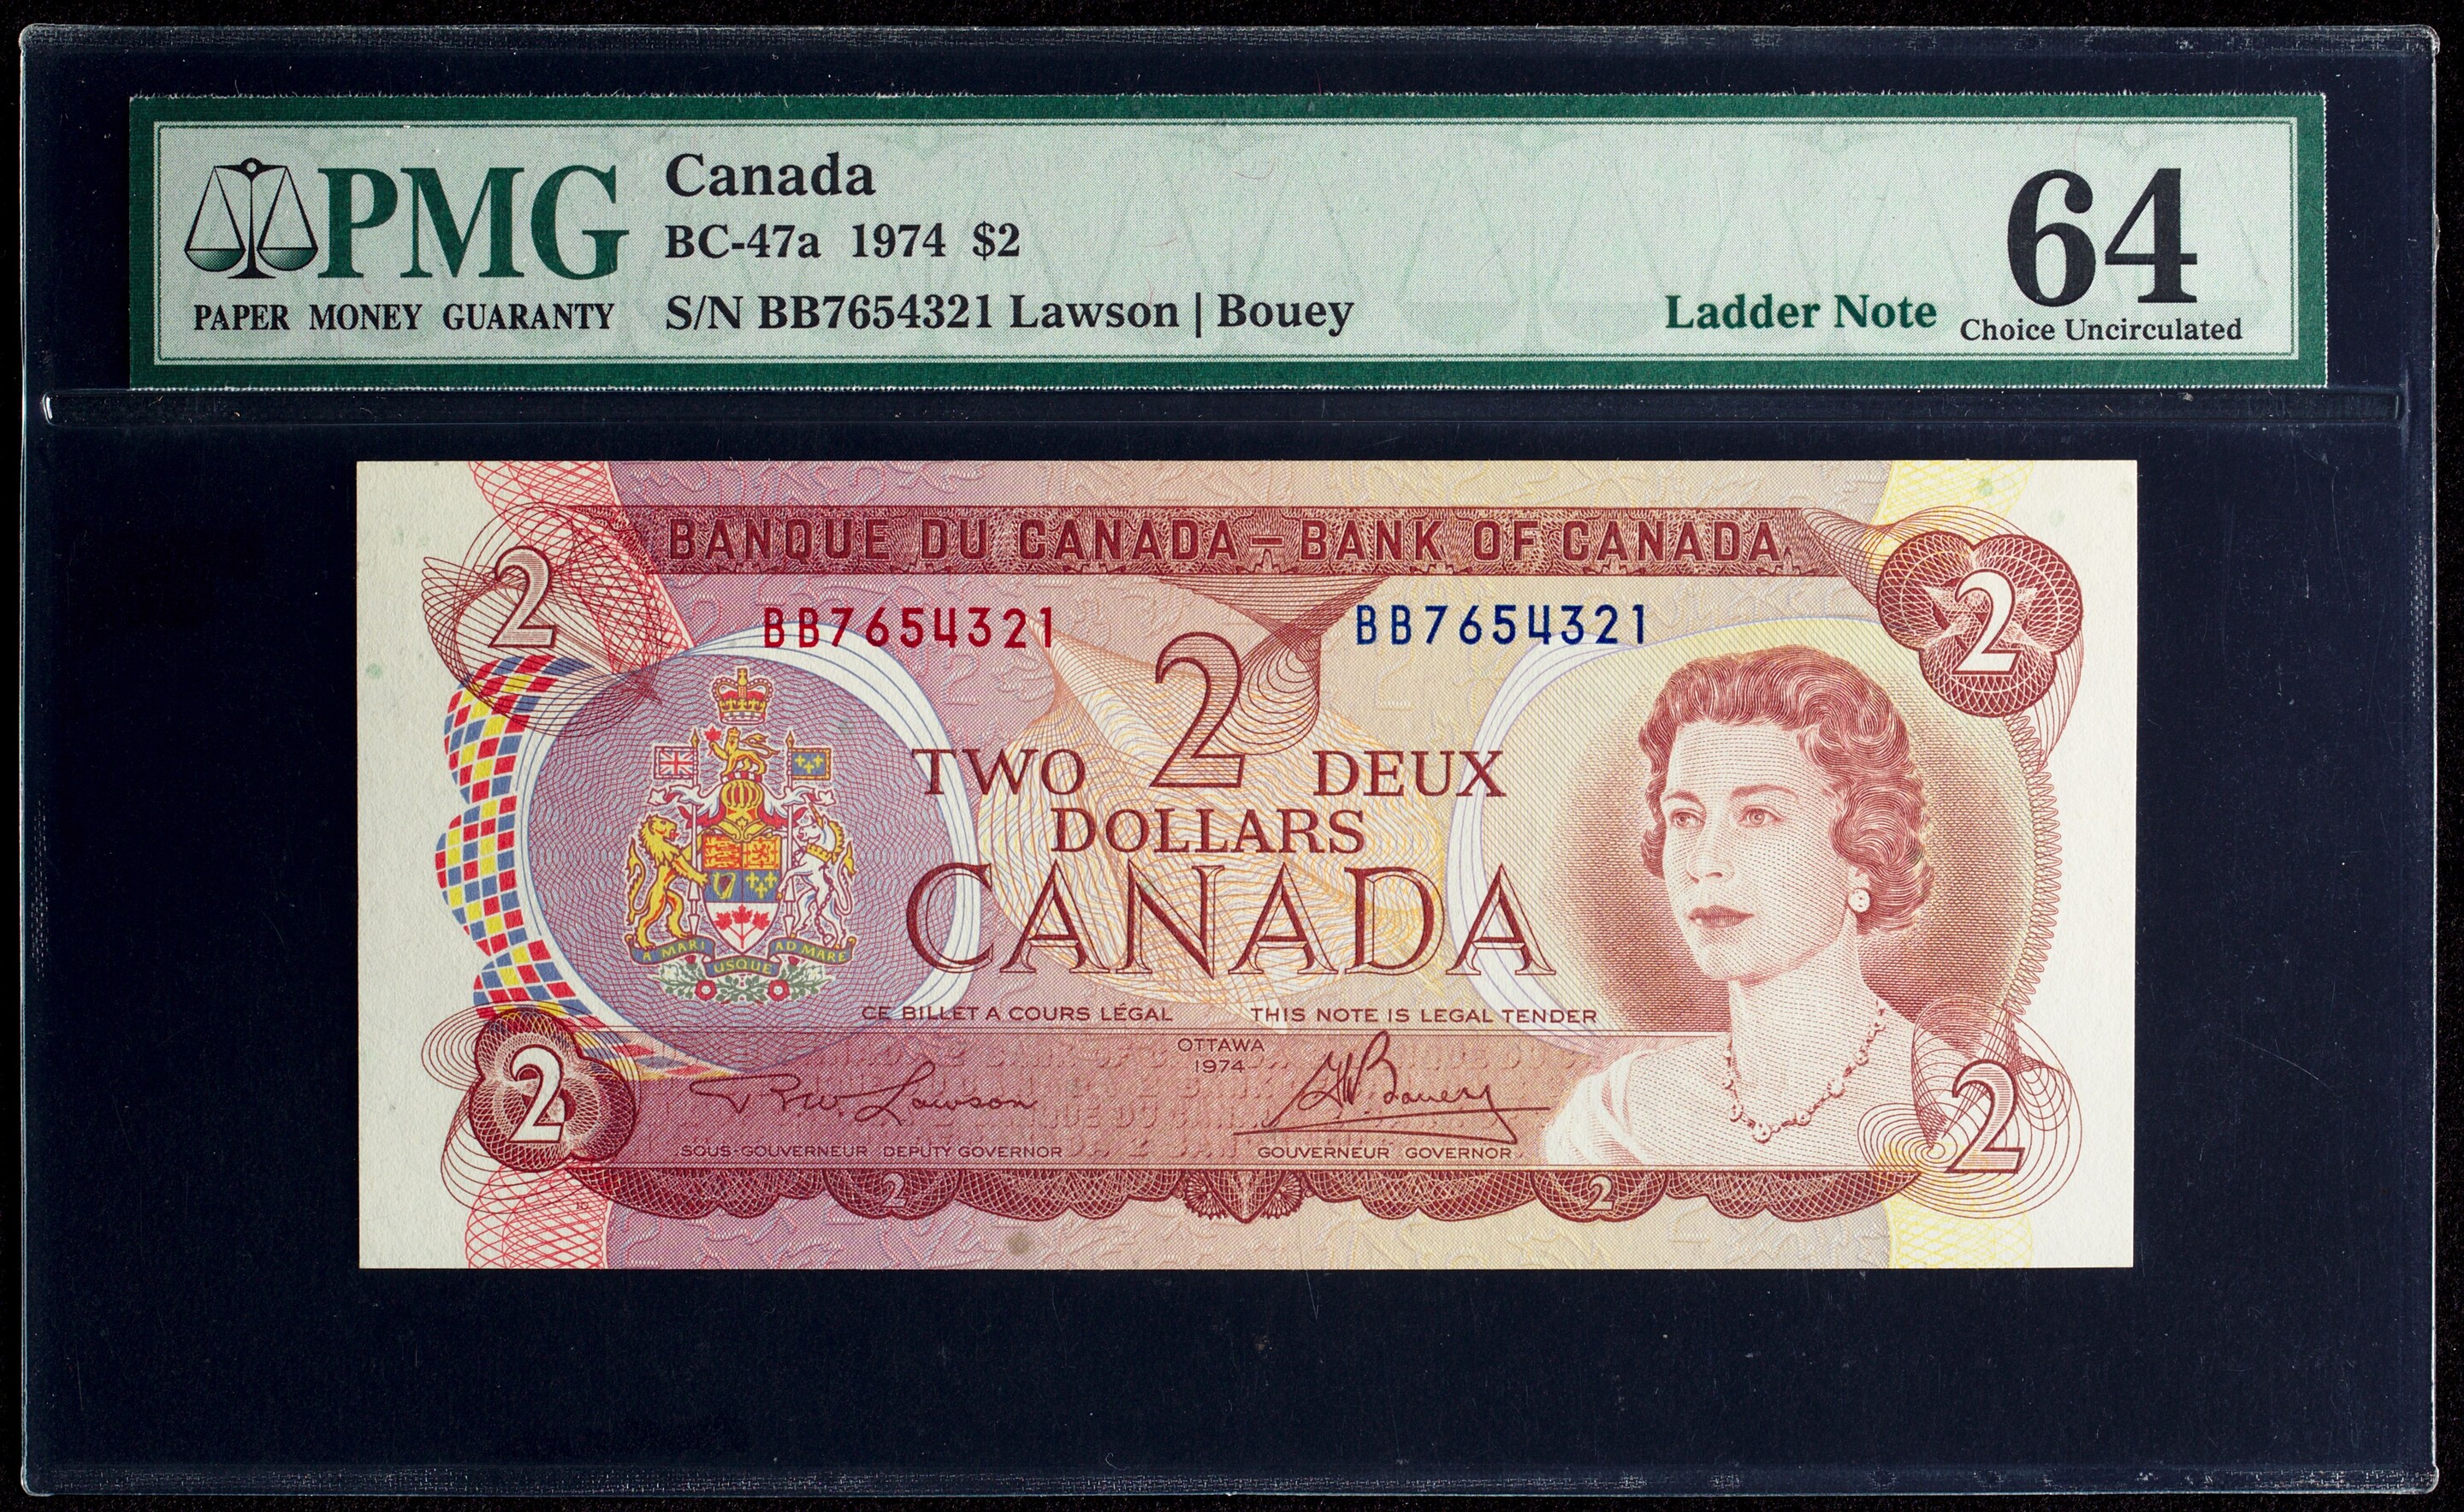 PMG
PAPER MONEY GUARANTY
Canada
BC-47a 1974 $2
S/N BB7654321 Lawson | Bouey
Ladder Note
64
Choice Uncirculated
BANQUE DU CANADA – BANK OF CANADA
2
2
BB7654321
BB7654321
2
TWO DEUX
DOLLARS
CANADA
A MARI USQUE AD MARE
CE BILLET A COURS LÉGAL
THIS NOTE IS LEGAL TENDER
OTTAWA
1974
R.W. Lawson
G.K. Bouey
SOUS-GOUVERNEUR DEPUTY GOVERNOR
GOUVERNEUR GOVERNOR
2
2
2
2